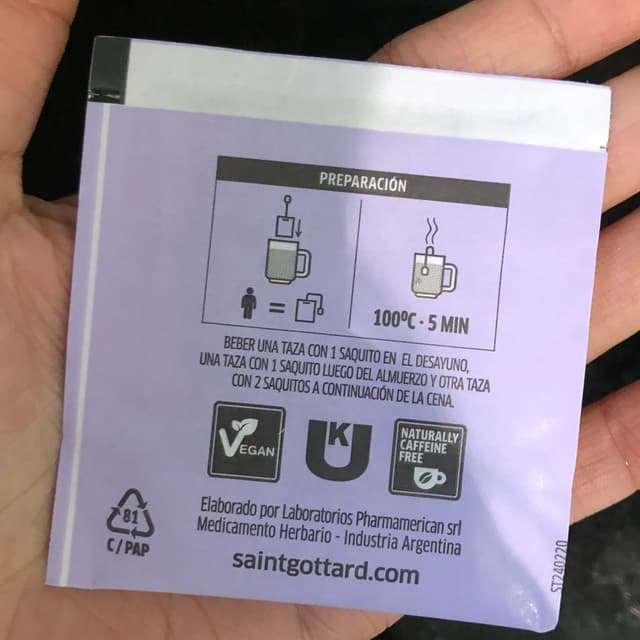 PREPARACIÓN
100ºC · 5 MIN
BEBER UNA TAZA CON 1 SAQUITO EN EL DESAYUNO,
UNA TAZA CON 1 SAQUITO LUEGO DEL ALMUERZO Y OTRA TAZA
CON 2 SAQUITOS A CONTINUACIÓN DE LA CENA.
VEGAN
UK
NATURALLY
CAFFEINE
FREE
81
C/PAP
Elaborado por Laboratorios Pharmamerican srl
Medicamento Herbario - Industria Argentina
saintgottard.com
ST240220